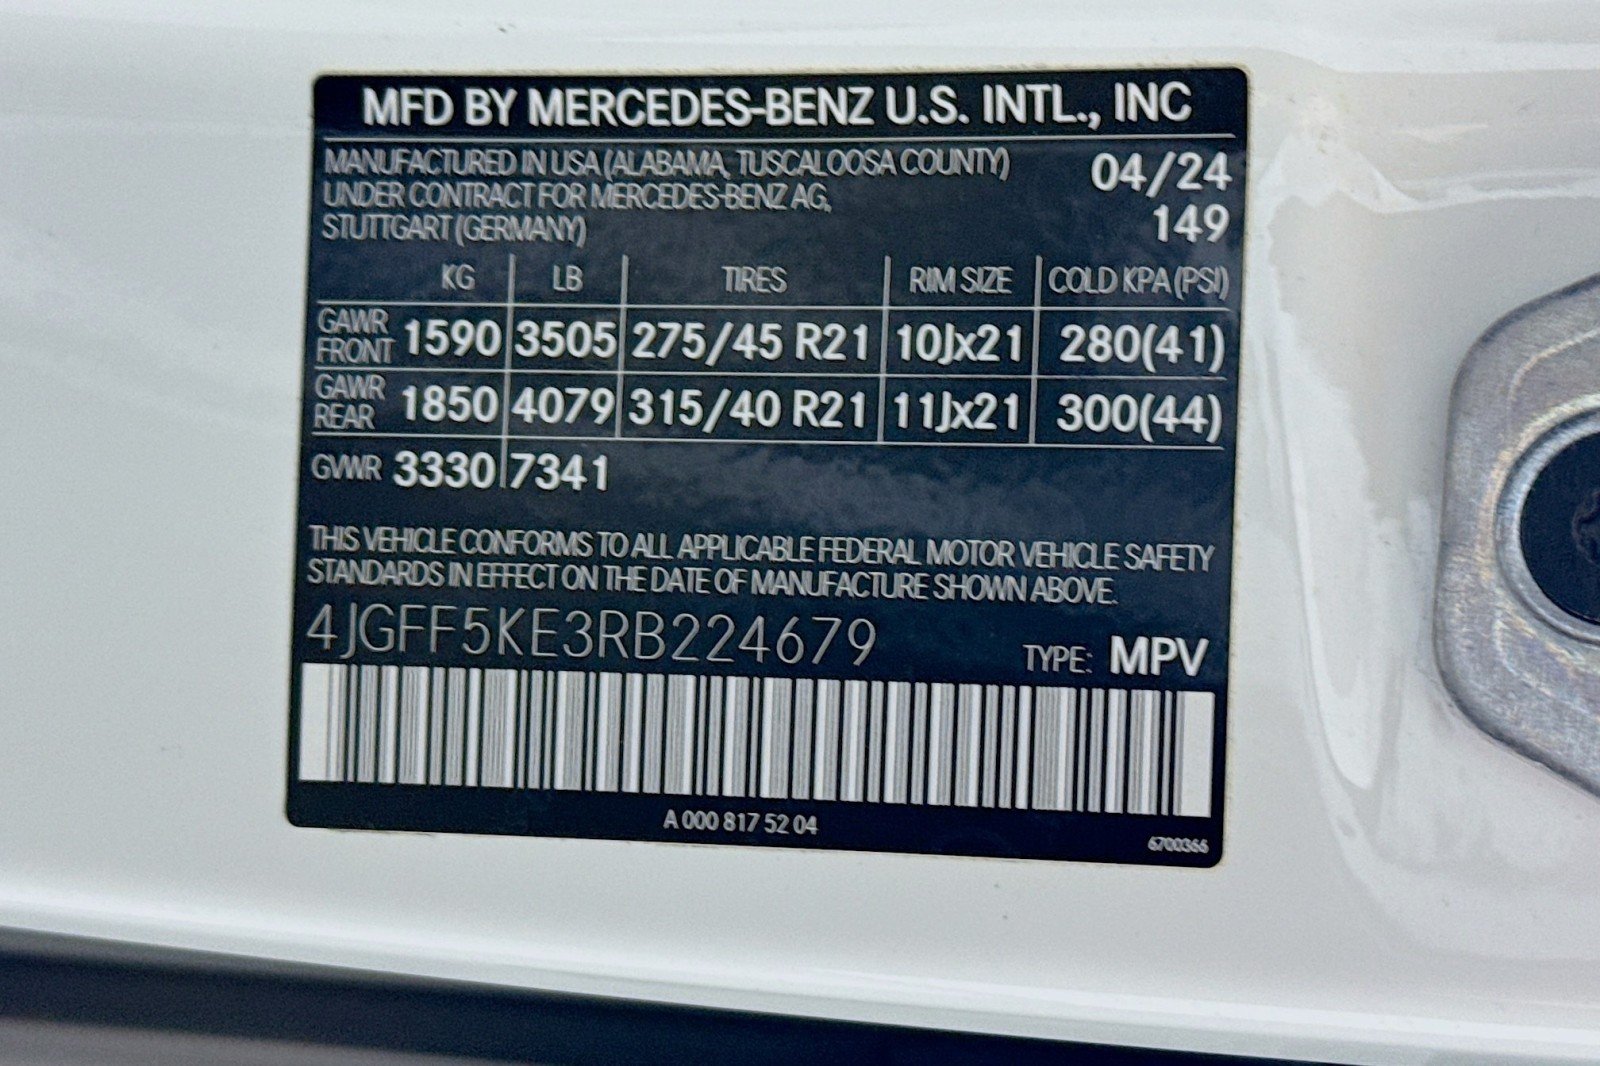 MFD BY MERCEDES-BENZ U.S. INTL., INC
MANUFACTURED IN USA (ALABAMA, TUSCALOOSA COUNTY) 04/24
UNDER CONTRACT FOR MERCEDES-BENZ AG, 149
STUTTGART (GERMANY)
KG LB TIRES RIM SIZE COLD KPA (PSI)
GAWR FRONT 1590 3505 275/45 R21 10Jx21 280(41)
GAWR REAR 1850 4079 315/40 R21 11Jx21 300(44)
GVWR 3330 7341
THIS VEHICLE CONFORMS TO ALL APPLICABLE FEDERAL MOTOR VEHICLE SAFETY
STANDARDS IN EFFECT ON THE DATE OF MANUFACTURE SHOWN ABOVE.
4JGFF5KE3RB224679 TYPE: MPV
A 000 817 52 04
6700366